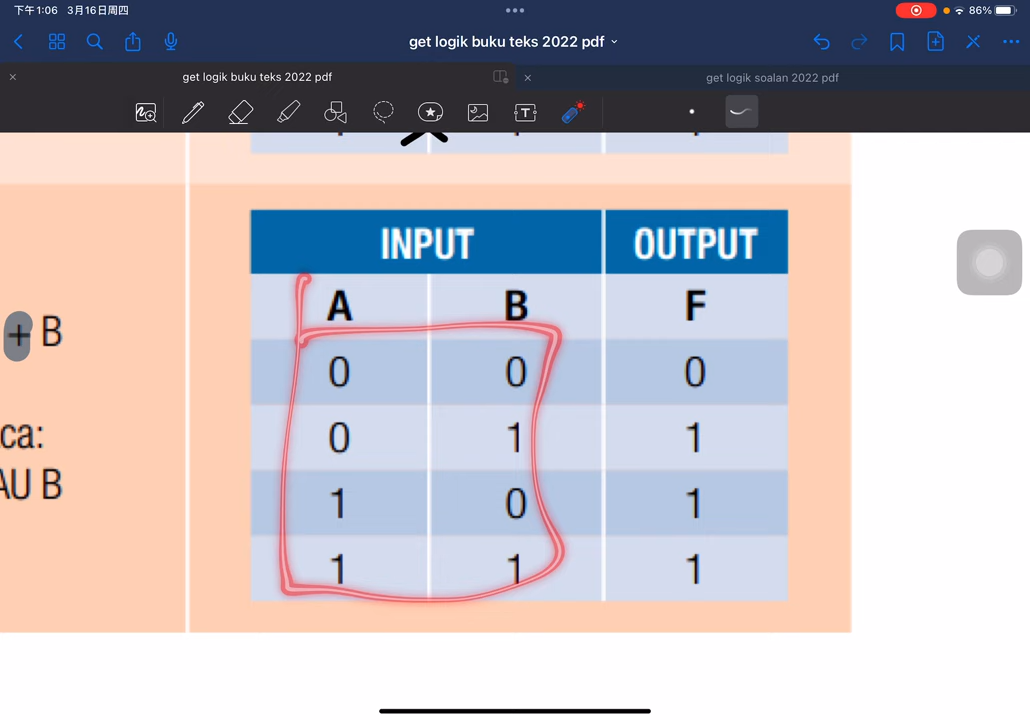 下午1:06 3月16日周四
86%
get logik buku teks 2022 pdf
get logik buku teks 2022 pdf
get logik soalan 2022 pdf
INPUT OUTPUT
A B F
+ B
0 0 0
0 1 1
ca:
AU B
1 0 1
1 1 1